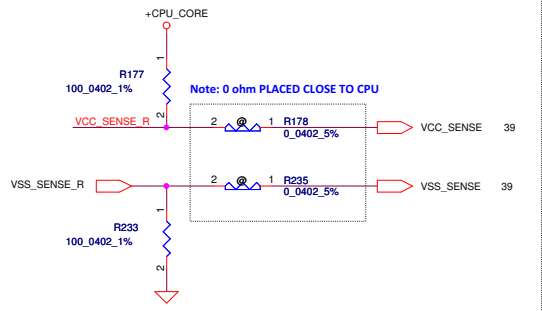 +CPU_CORE
1
R177
100_0402_1%
2
Note: 0 ohm PLACED CLOSE TO CPU
VCC_SENSE_R
2 @ 1 R178
0_0402_5%
VCC_SENSE 39
VSS_SENSE_R
2 @ 1 R235
0_0402_5%
VSS_SENSE 39
1
R233
100_0402_1%
2